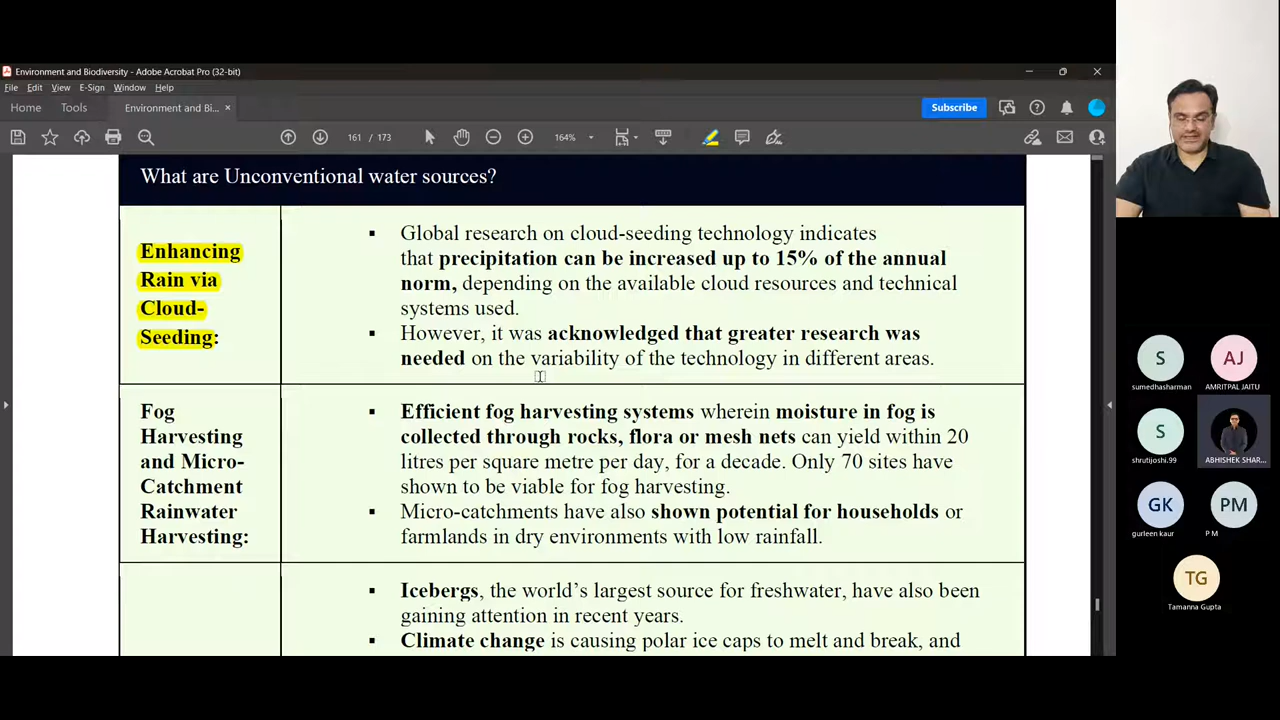 Environment and Biodiversity - Adobe Acrobat Pro (32-bit)
File Edit View E-Sign Window Help
Home Tools Environment and Bi... × Subscribe
161 / 173 164%
What are Unconventional water sources?
Enhancing
Rain via
Cloud-
Seeding:
▪ Global research on cloud-seeding technology indicates
that precipitation can be increased up to 15% of the annual
norm, depending on the available cloud resources and technical
systems used.
▪ However, it was acknowledged that greater research was
needed on the variability of the technology in different areas.
Fog
Harvesting
and Micro-
Catchment
Rainwater
Harvesting:
▪ Efficient fog harvesting systems wherein moisture in fog is
collected through rocks, flora or mesh nets can yield within 20
litres per square metre per day, for a decade. Only 70 sites have
shown to be viable for fog harvesting.
▪ Micro-catchments have also shown potential for households or
farmlands in dry environments with low rainfall.
▪ Icebergs, the world’s largest source for freshwater, have also been
gaining attention in recent years.
▪ Climate change is causing polar ice caps to melt and break, and
S
sumedhasharman
AJ
AMRITPAL JAITU
S
shrutijoshi.99
ABHISHEK SHAR...
GK
gurleen kaur
PM
P M
TG
Tamanna Gupta